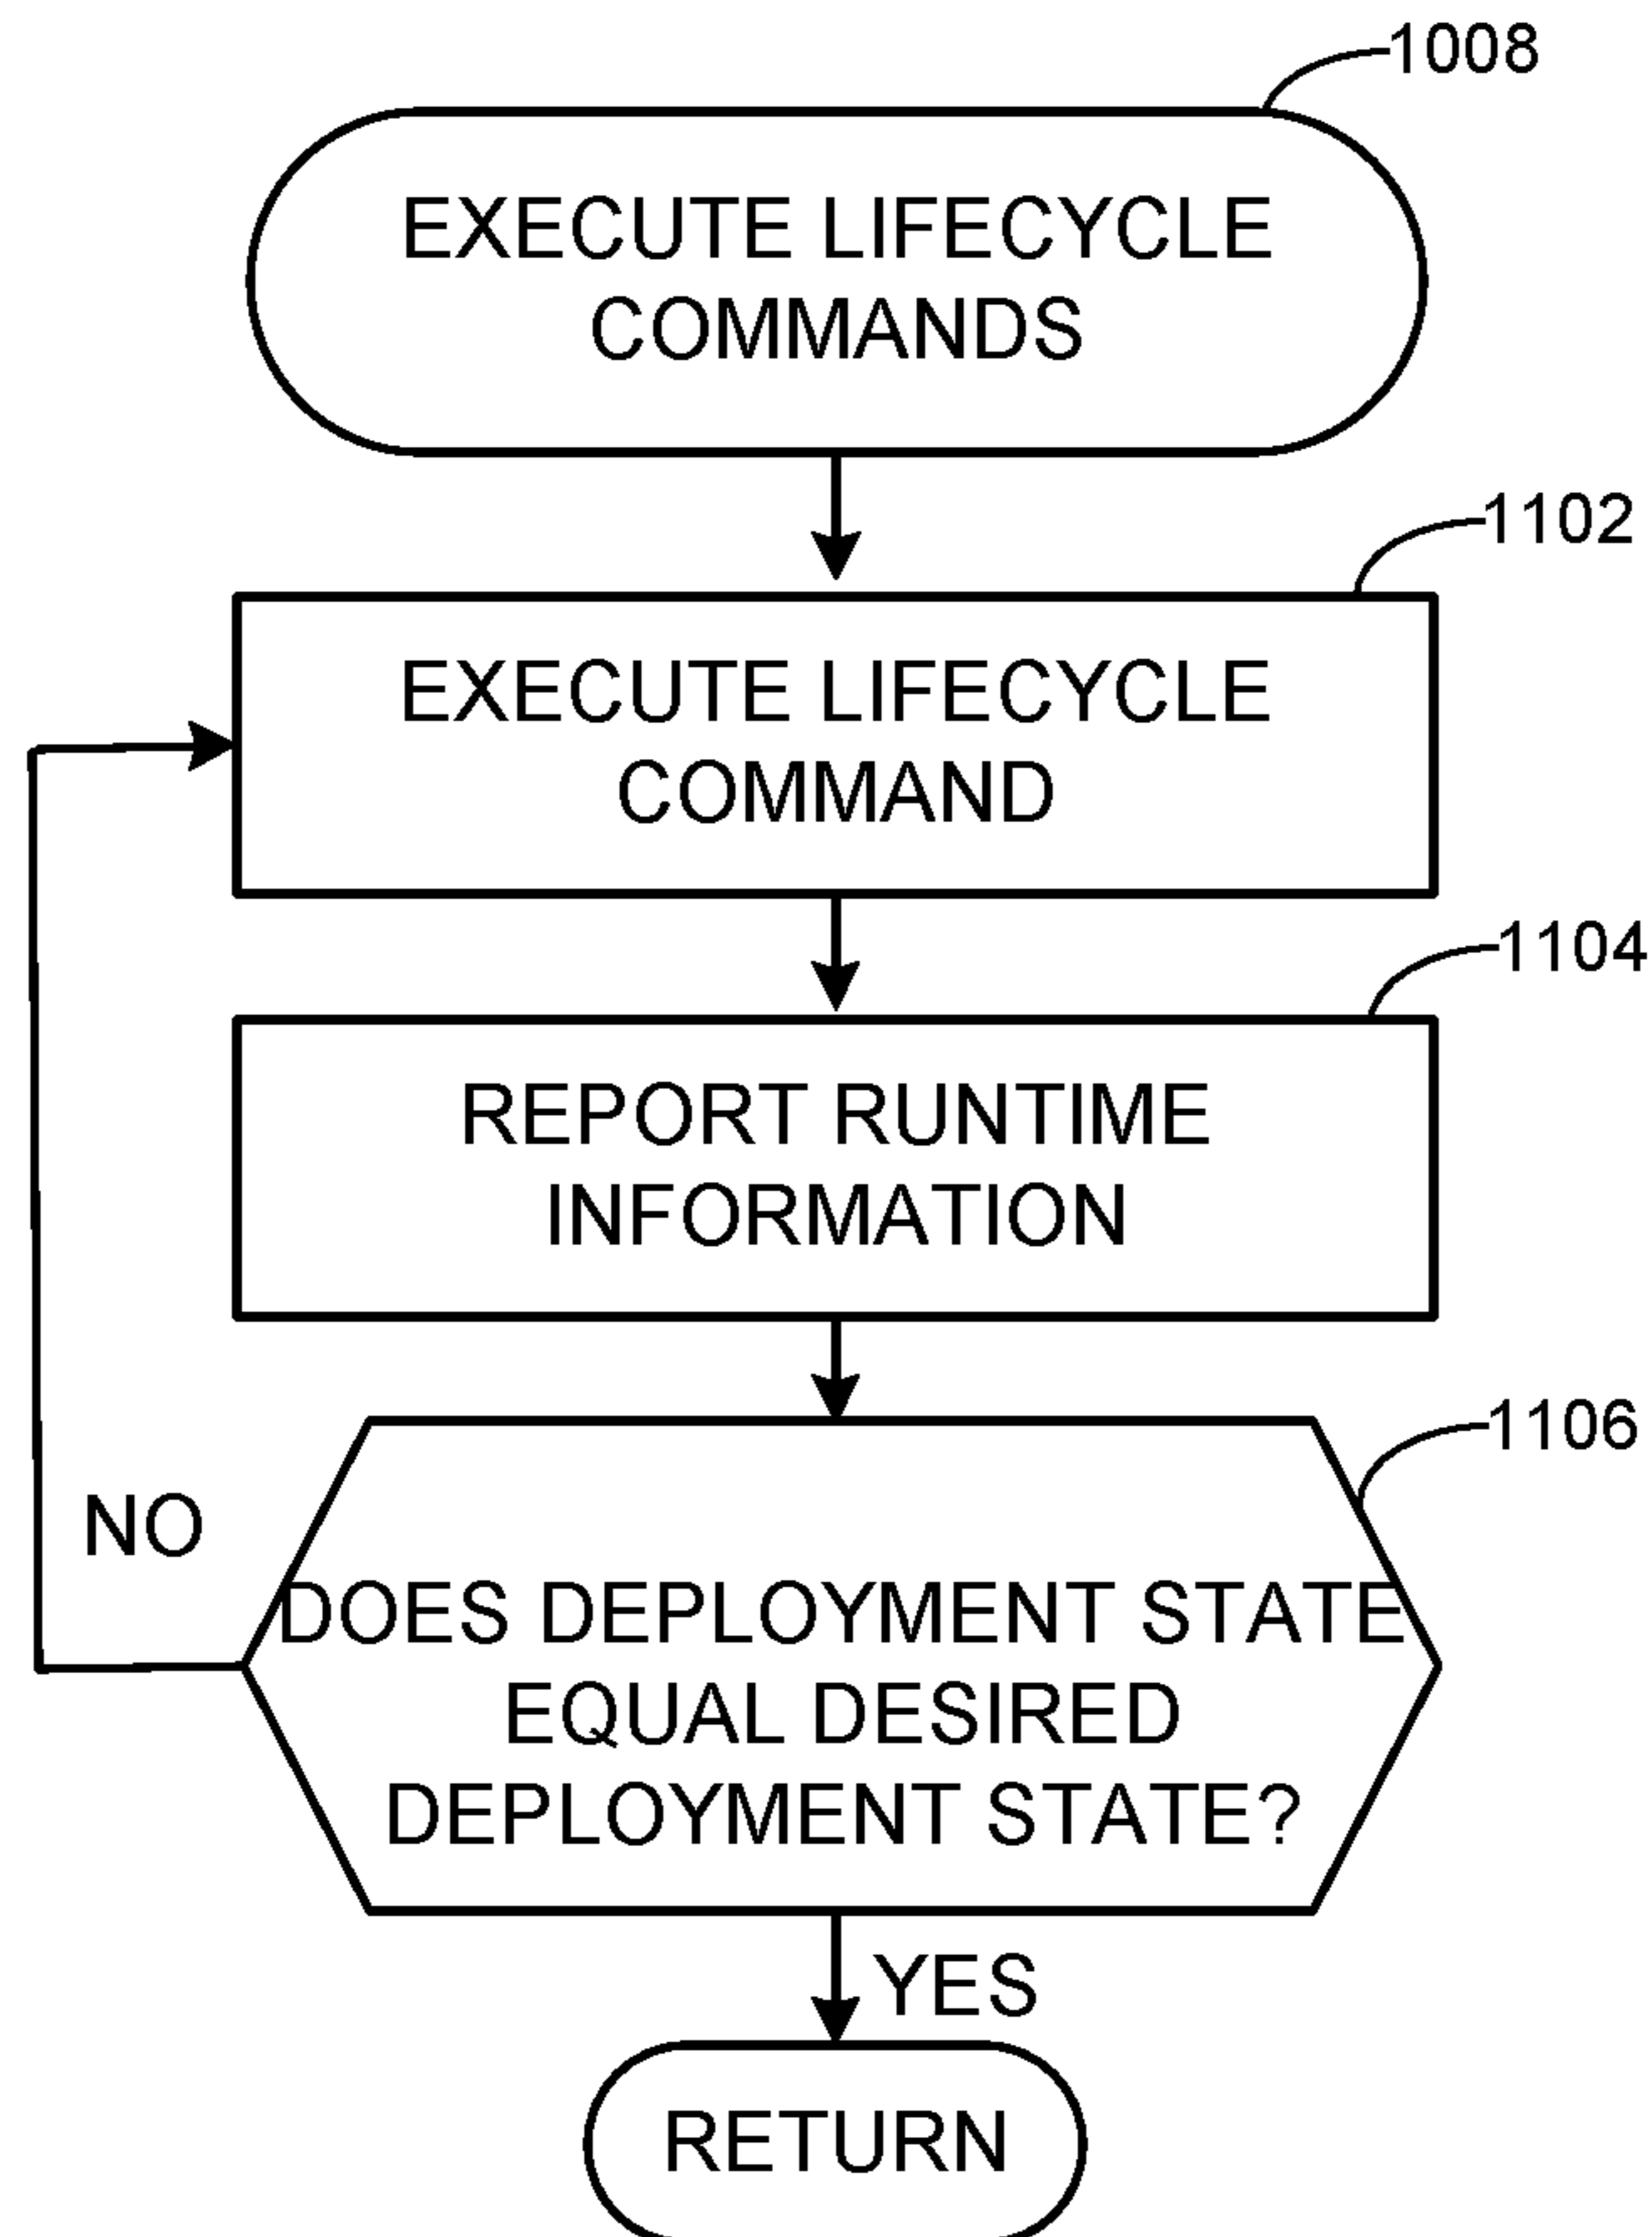 1008
EXECUTE LIFECYCLE
COMMANDS
1102
EXECUTE LIFECYCLE
COMMAND
1104
REPORT RUNTIME
INFORMATION
1106
NO
DOES DEPLOYMENT STATE
EQUAL DESIRED
DEPLOYMENT STATE?
YES
RETURN